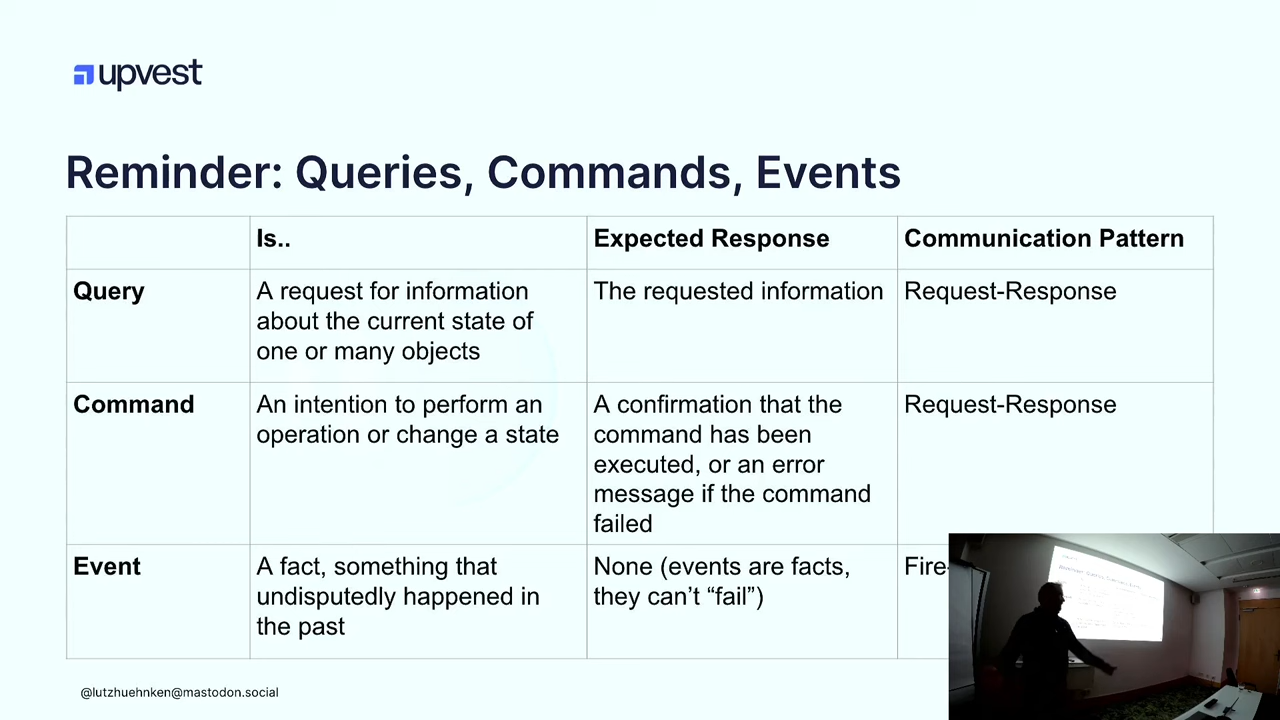 upvest
Reminder: Queries, Commands, Events
Is..
Expected Response
Communication Pattern
Query
A request for information
about the current state of
one or many objects
The requested information
Request-Response
Command
An intention to perform an
operation or change a state
A confirmation that the
command has been
executed, or an error
message if the command
failed
Request-Response
Event
A fact, something that
undisputedly happened in
the past
None (events are facts,
they can’t “fail”)
Fire-
@lutzhuehnken@mastodon.social